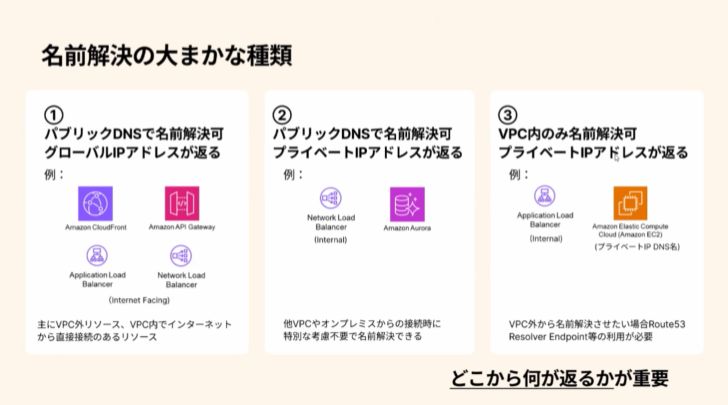 名前解決の大まかな種類
①
パブリックDNSで名前解決可
グローバルIPアドレスが返る
例：
Amazon CloudFront
Amazon API Gateway
Application Load
Balancer
Network Load
Balancer
(Internet Facing)
主にVPC外リソース、VPC内でインターネット
から直接接続のあるリソース
②
パブリックDNSで名前解決可
プライベートIPアドレスが返る
例：
Network Load
Balancer
(Internal)
Amazon Aurora
他VPCやオンプレミスからの接続時に
特別な考慮不要で名前解決できる
③
VPC内のみ名前解決可
プライベートIPアドレスが返る
例：
Application Load
Balancer
(Internal)
Amazon Elastic Compute
Cloud (Amazon EC2)
(プライベートIP DNS名)
VPC外から名前解決させたい場合Route53
Resolver Endpoint等の利用が必要
どこから何が返るかが重要